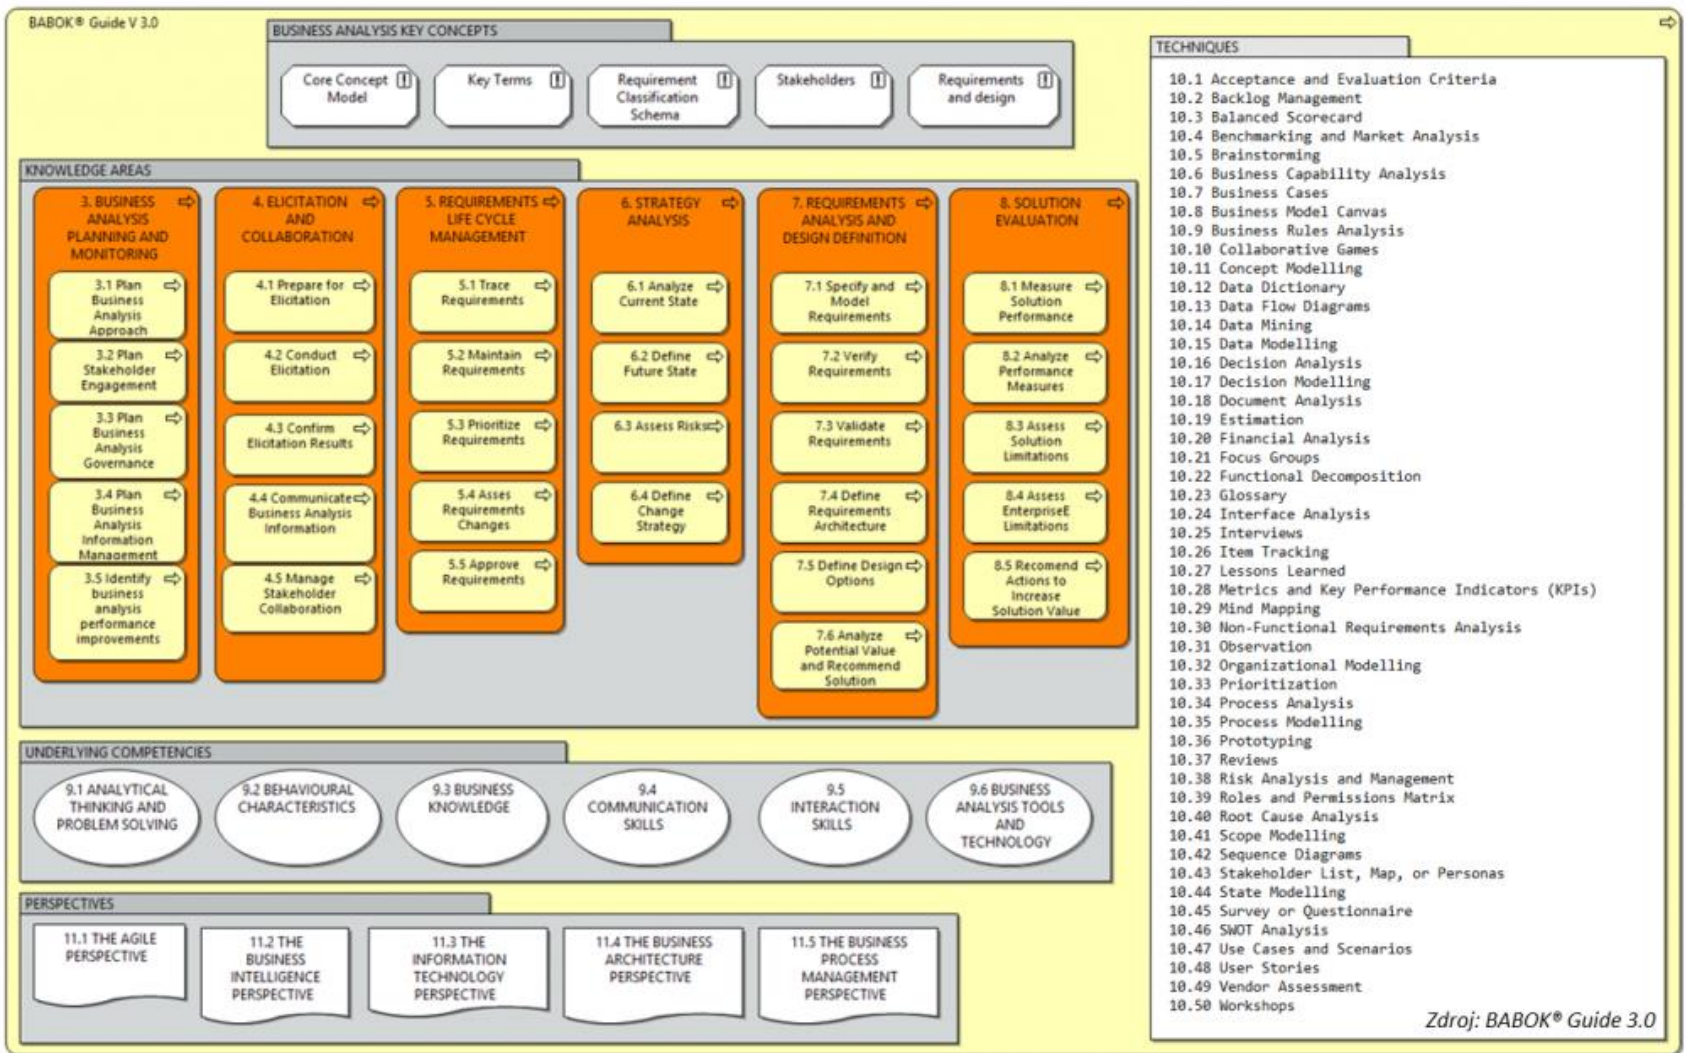 BABOK® Guide V 3.0
BUSINESS ANALYSIS KEY CONCEPTS
Core Concept
Model
Key Terms
Requirement
Classification
Schema
Stakeholders
Requirements
and design
KNOWLEDGE AREAS
3. BUSINESS
ANALYSIS
PLANNING AND
MONITORING
3.1 Plan
Business
Analysis
Approach
3.2 Plan
Stakeholder
Engagement
3.3 Plan
Business
Analysis
Governance
3.4 Plan
Business
Analysis
Information
Management
3.5 Identify
business
analysis
performance
improvements
4. ELICITATION
AND
COLLABORATION
4.1 Prepare for
Elicitation
4.2 Conduct
Elicitation
4.3 Confirm
Elicitation Results
4.4 Communicate
Business Analysis
Information
4.5 Manage
Stakeholder
Collaboration
5. REQUIREMENTS
LIFE CYCLE
MANAGEMENT
5.1 Trace
Requirements
5.2 Maintain
Requirements
5.3 Prioritize
Requirements
5.4 Asses
Requirements
Changes
5.5 Approve
Requirements
6. STRATEGY
ANALYSIS
6.1 Analyze
Current State
6.2 Define
Future State
6.3 Assess Risks
6.4 Define
Change
Strategy
7. REQUIREMENTS
ANALYSIS AND
DESIGN DEFINITION
7.1 Specify and
Model
Requirements
7.2 Verify
Requirements
7.3 Validate
Requirements
7.4 Define
Requirements
Architecture
7.5 Define Design
Options
7.6 Analyze
Potential Value
and Recommend
Solution
8. SOLUTION
EVALUATION
8.1 Measure
Solution
Performance
8.2 Analyze
Performance
Measures
8.3 Assess
Solution
Limitations
8.4 Assess
EnterpriseE
Limitations
8.5 Recomend
Actions to
Increase
Solution Value
UNDERLYING COMPETENCIES
9.1 ANALYTICAL
THINKING AND
PROBLEM SOLVING
9.2 BEHAVIOURAL
CHARACTERISTICS
9.3 BUSINESS
KNOWLEDGE
9.4
COMMUNICATION
SKILLS
9.5
INTERACTION
SKILLS
9.6 BUSINESS
ANALYSIS TOOLS
AND
TECHNOLOGY
PERSPECTIVES
11.1 THE AGILE
PERSPECTIVE
11.2 THE
BUSINESS
INTELLIGENCE
PERSPECTIVE
11.3 THE
INFORMATION
TECHNOLOGY
PERSPECTIVE
11.4 THE BUSINESS
ARCHITECTURE
PERSPECTIVE
11.5 THE BUSINESS
PROCESS
MANAGEMENT
PERSPECTIVE
TECHNIQUES
10.1 Acceptance and Evaluation Criteria
10.2 Backlog Management
10.3 Balanced Scorecard
10.4 Benchmarking and Market Analysis
10.5 Brainstorming
10.6 Business Capability Analysis
10.7 Business Cases
10.8 Business Model Canvas
10.9 Business Rules Analysis
10.10 Collaborative Games
10.11 Concept Modelling
10.12 Data Dictionary
10.13 Data Flow Diagrams
10.14 Data Mining
10.15 Data Modelling
10.16 Decision Analysis
10.17 Decision Modelling
10.18 Document Analysis
10.19 Estimation
10.20 Financial Analysis
10.21 Focus Groups
10.22 Functional Decomposition
10.23 Glossary
10.24 Interface Analysis
10.25 Interviews
10.26 Item Tracking
10.27 Lessons Learned
10.28 Metrics and Key Performance Indicators (KPIs)
10.29 Mind Mapping
10.30 Non-Functional Requirements Analysis
10.31 Observation
10.32 Organizational Modelling
10.33 Prioritization
10.34 Process Analysis
10.35 Process Modelling
10.36 Prototyping
10.37 Reviews
10.38 Risk Analysis and Management
10.39 Roles and Permissions Matrix
10.40 Root Cause Analysis
10.41 Scope Modelling
10.42 Sequence Diagrams
10.43 Stakeholder List, Map, or Personas
10.44 State Modelling
10.45 Survey or Questionnaire
10.46 SWOT Analysis
10.47 Use Cases and Scenarios
10.48 User Stories
10.49 Vendor Assessment
10.50 Workshops
Zdroj: BABOK® Guide 3.0